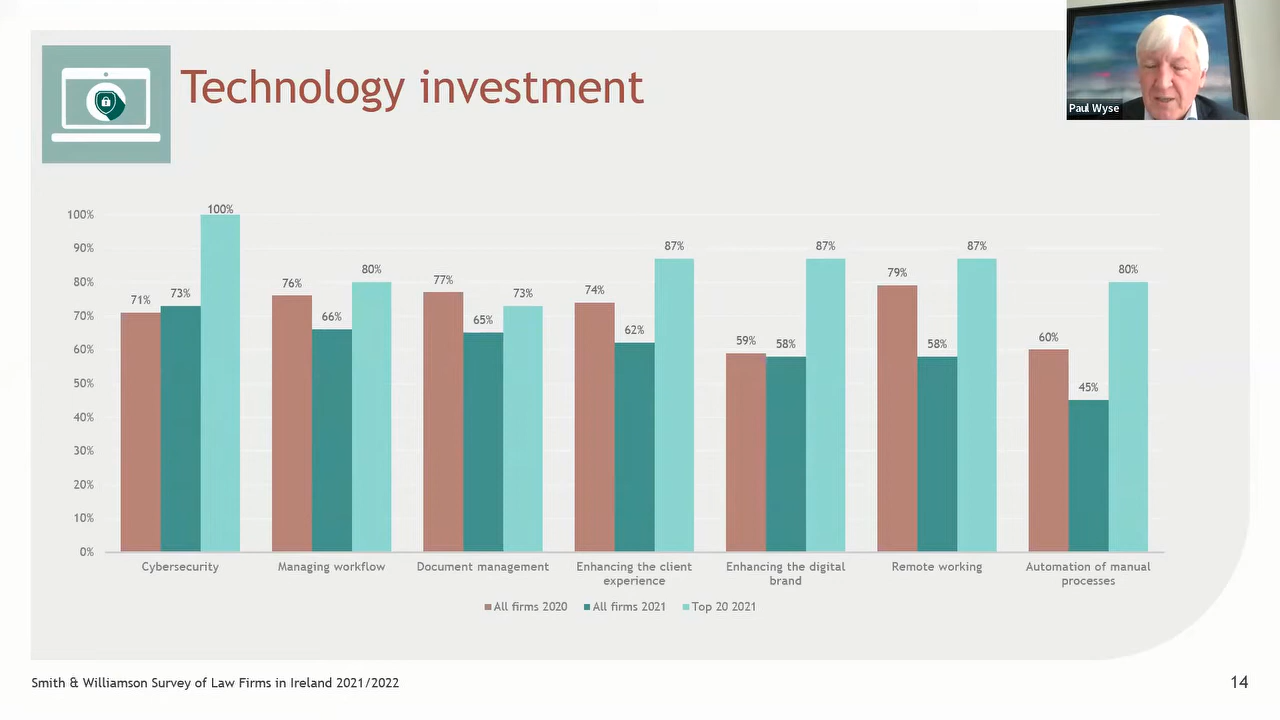 Technology investment
Paul Wyse
100%
90%
80%
70%
60%
50%
40%
30%
20%
10%
0%
71% 73% 100%
76% 66% 80%
77% 65% 73%
74% 62% 87%
59% 58% 87%
79% 58% 87%
60% 45% 80%
Cybersecurity
Managing workflow
Document management
Enhancing the client
experience
Enhancing the digital
brand
Remote working
Automation of manual
processes
All firms 2020 All firms 2021 Top 20 2021
Smith & Williamson Survey of Law Firms in Ireland 2021/2022
14